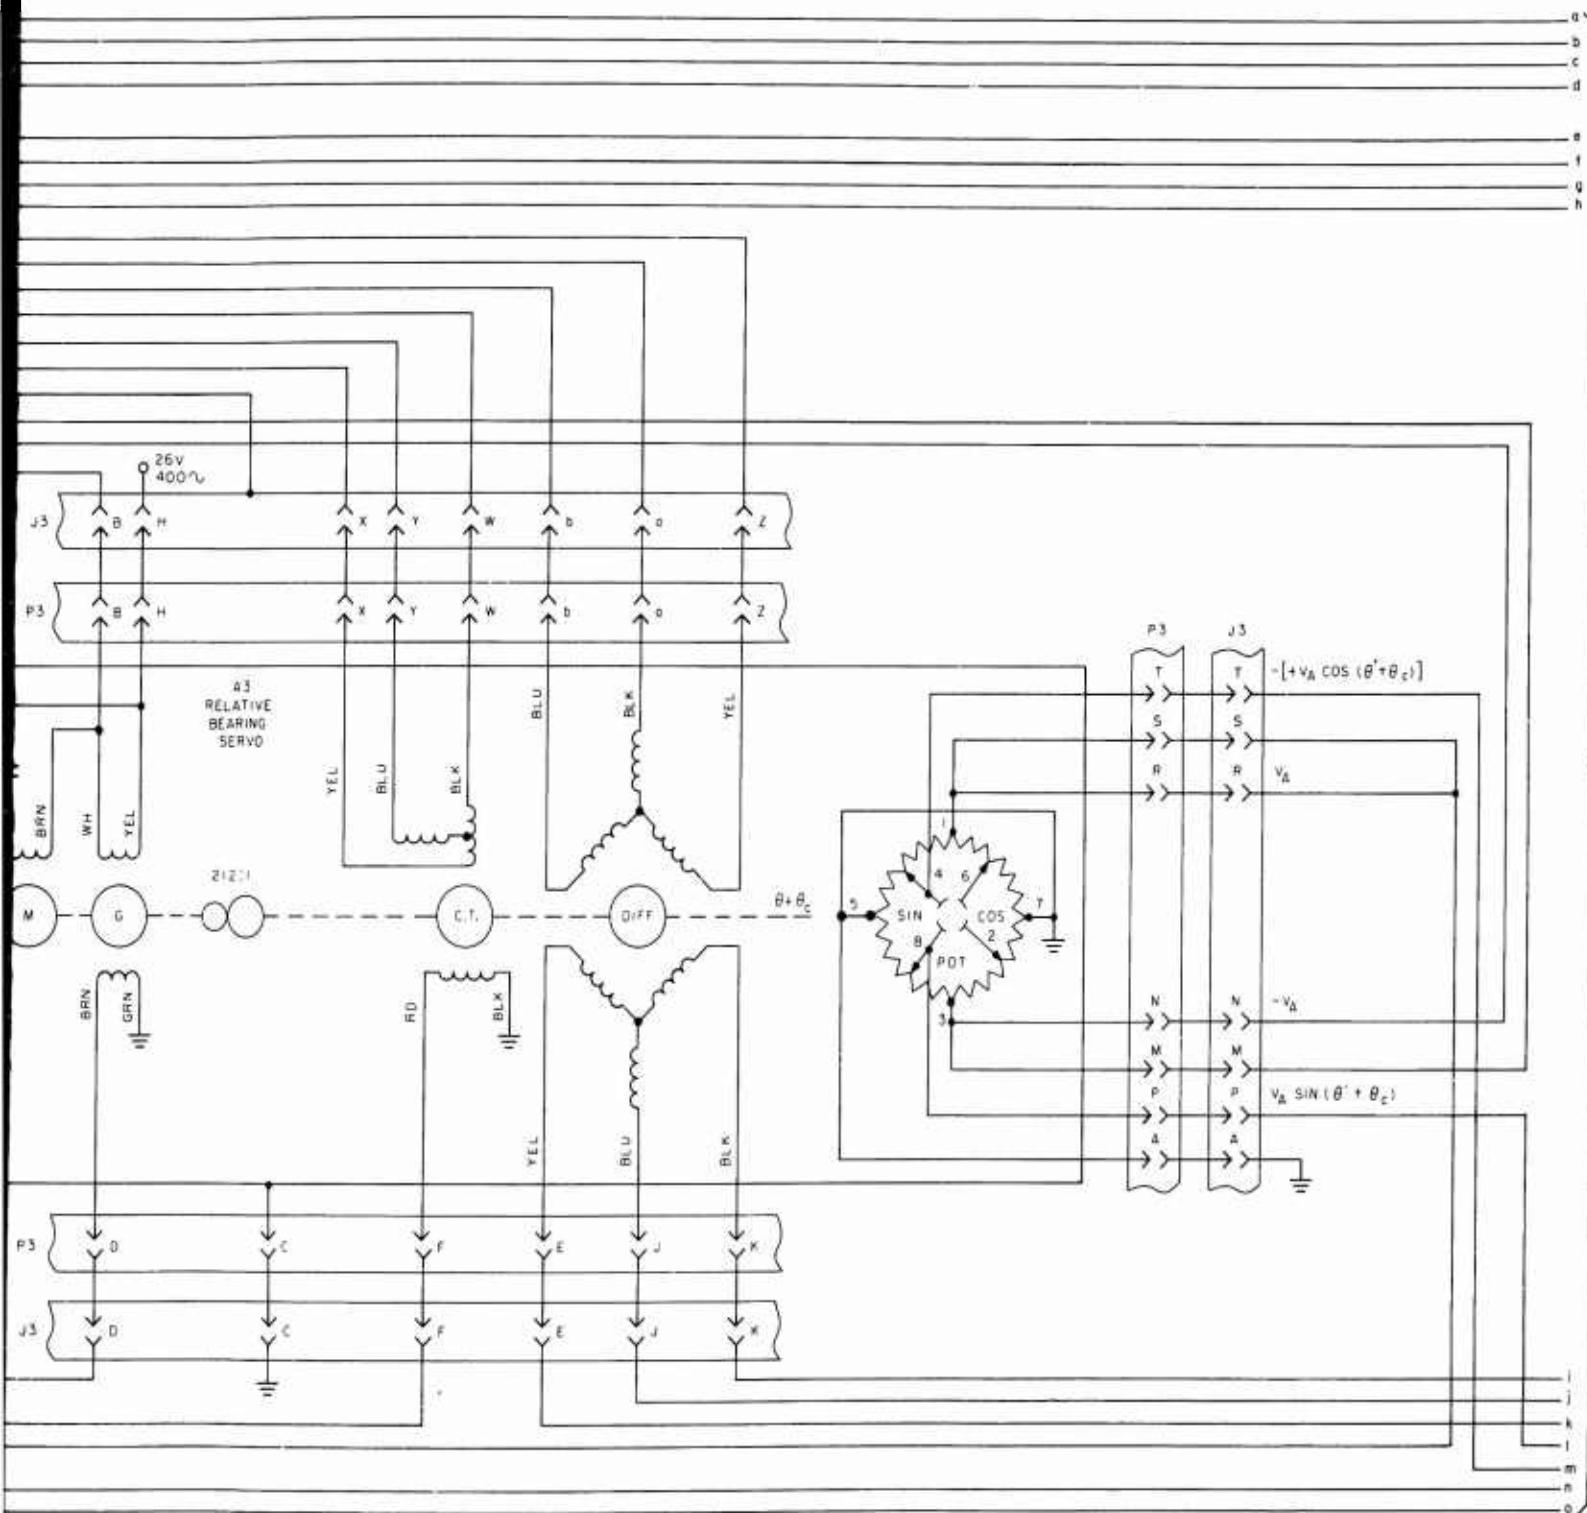 a
b
c
d
e
f
g
h
26V
400~
J3 B H X Y W b a Z
P3 B H X Y W b a Z
P3 J3
A3
RELATIVE
BEARING
SERVO
BLU BLK YEL
T T -[+VA COS (θ'+θc)]
S S
R R VA
BRN WH YEL YEL BLU BLK
1
212:1
4 6
M G C.T. DIFF θ+θc 5 SIN COS 7
8 2
POT
BRN GRN RD BLK
N N -VA
3
M M
P P VA SIN (θ' + θc)
YEL BLU BLK
A A
P3 D C F E J K
J3 D C F E J K
i
j
k
l
m
n
o